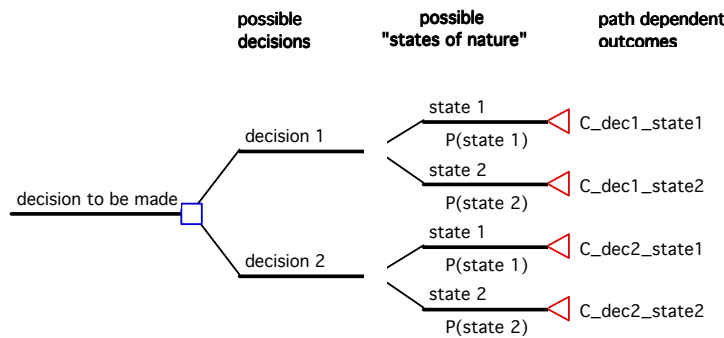 possible
decisions
possible
"states of nature"
path dependent
outcomes
state 1
P(state 1)
C_dec1_state1
decision 1
state 2
P(state 2)
C_dec1_state2
decision to be made
state 1
P(state 1)
C_dec2_state1
decision 2
state 2
P(state 2)
C_dec2_state2